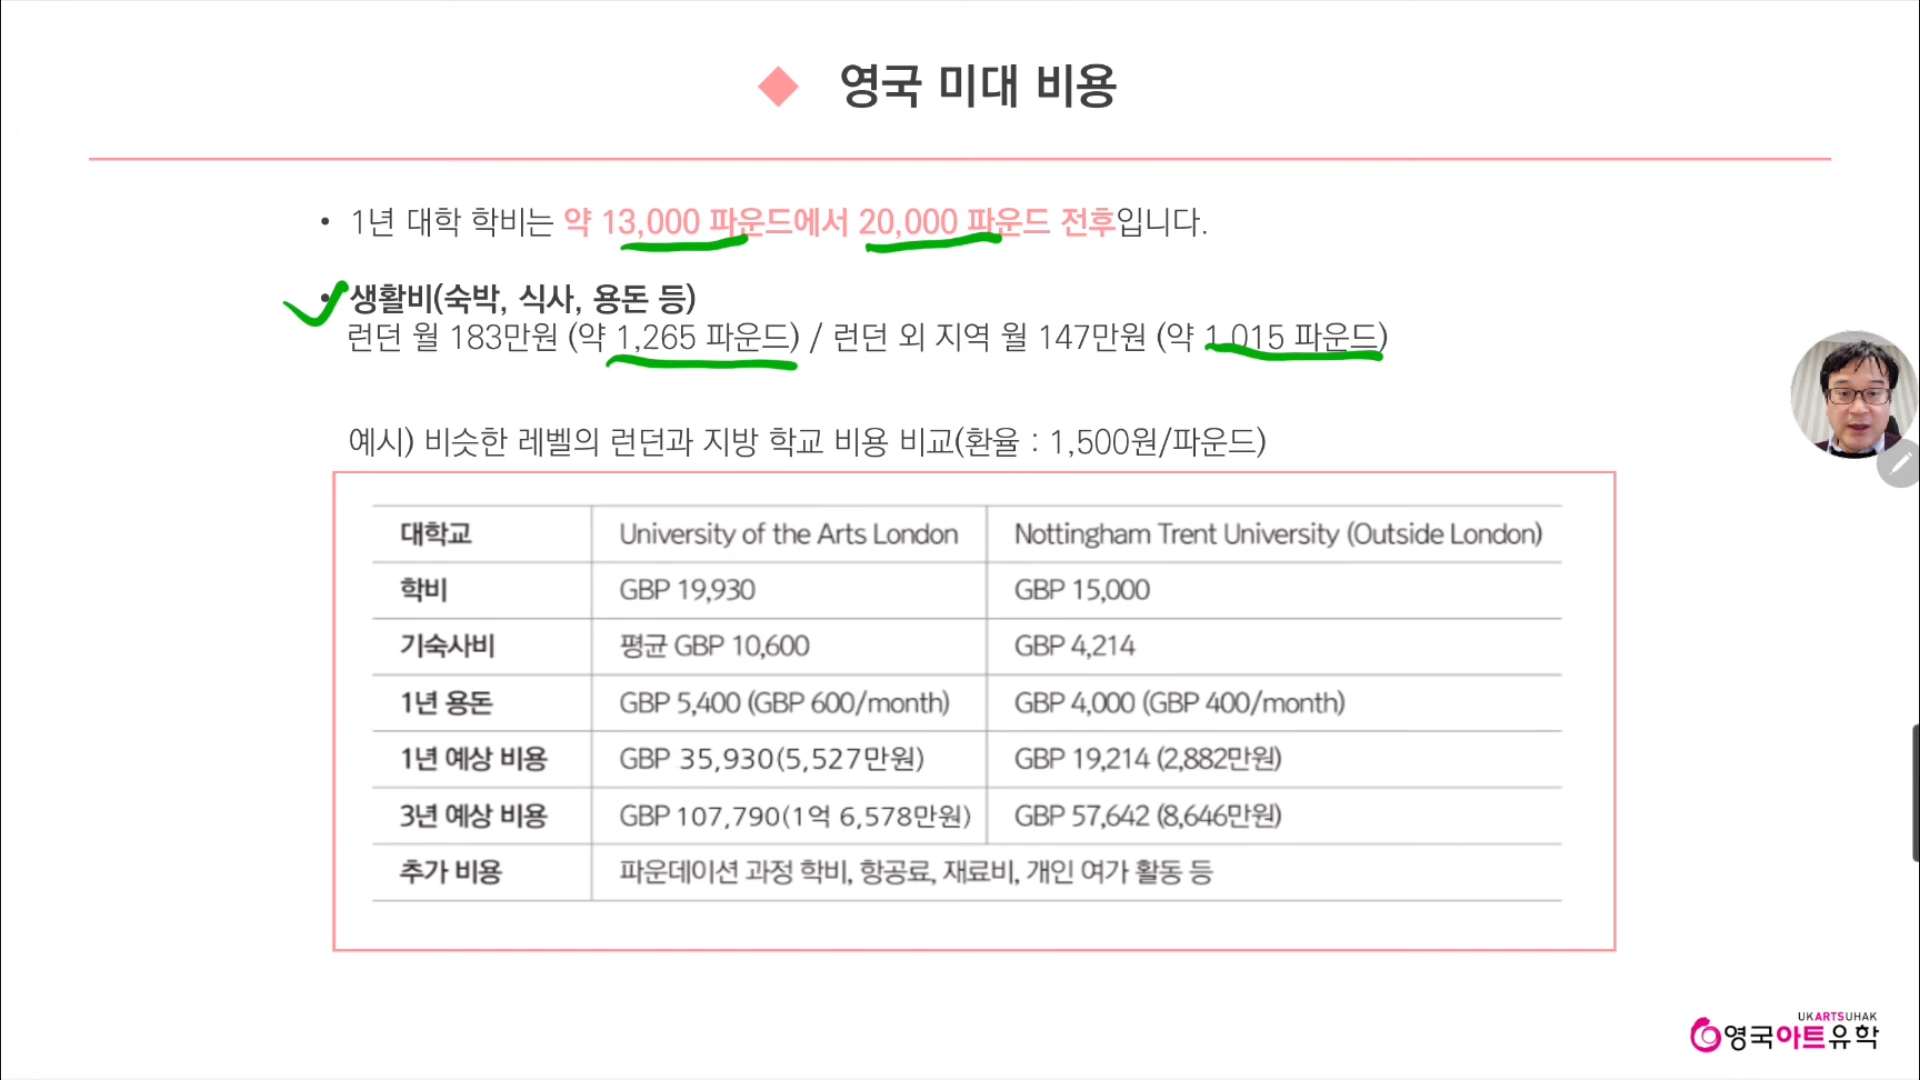 영국 미대 비용
• 1년 대학 학비는 약 13,000 파운드에서 20,000 파운드 전후입니다.
• 생활비(숙박, 식사, 용돈 등)
런던 월 183만원 (약 1,265 파운드) / 런던 외 지역 월 147만원 (약 1,015 파운드)
예시) 비슷한 레벨의 런던과 지방 학교 비용 비교(환율 : 1,500원/파운드)
대학교 University of the Arts London Nottingham Trent University (Outside London)
학비 GBP 19,930 GBP 15,000
기숙사비 평균 GBP 10,600 GBP 4,214
1년 용돈 GBP 5,400 (GBP 600/month) GBP 4,000 (GBP 400/month)
1년 예상 비용 GBP 35,930(5,527만원) GBP 19,214 (2,882만원)
3년 예상 비용 GBP 107,790(1억 6,578만원) GBP 57,642 (8,646만원)
추가 비용 파운데이션 과정 학비, 항공료, 재료비, 개인 여가 활동 등
UKARTSUHAK
영국아트유학